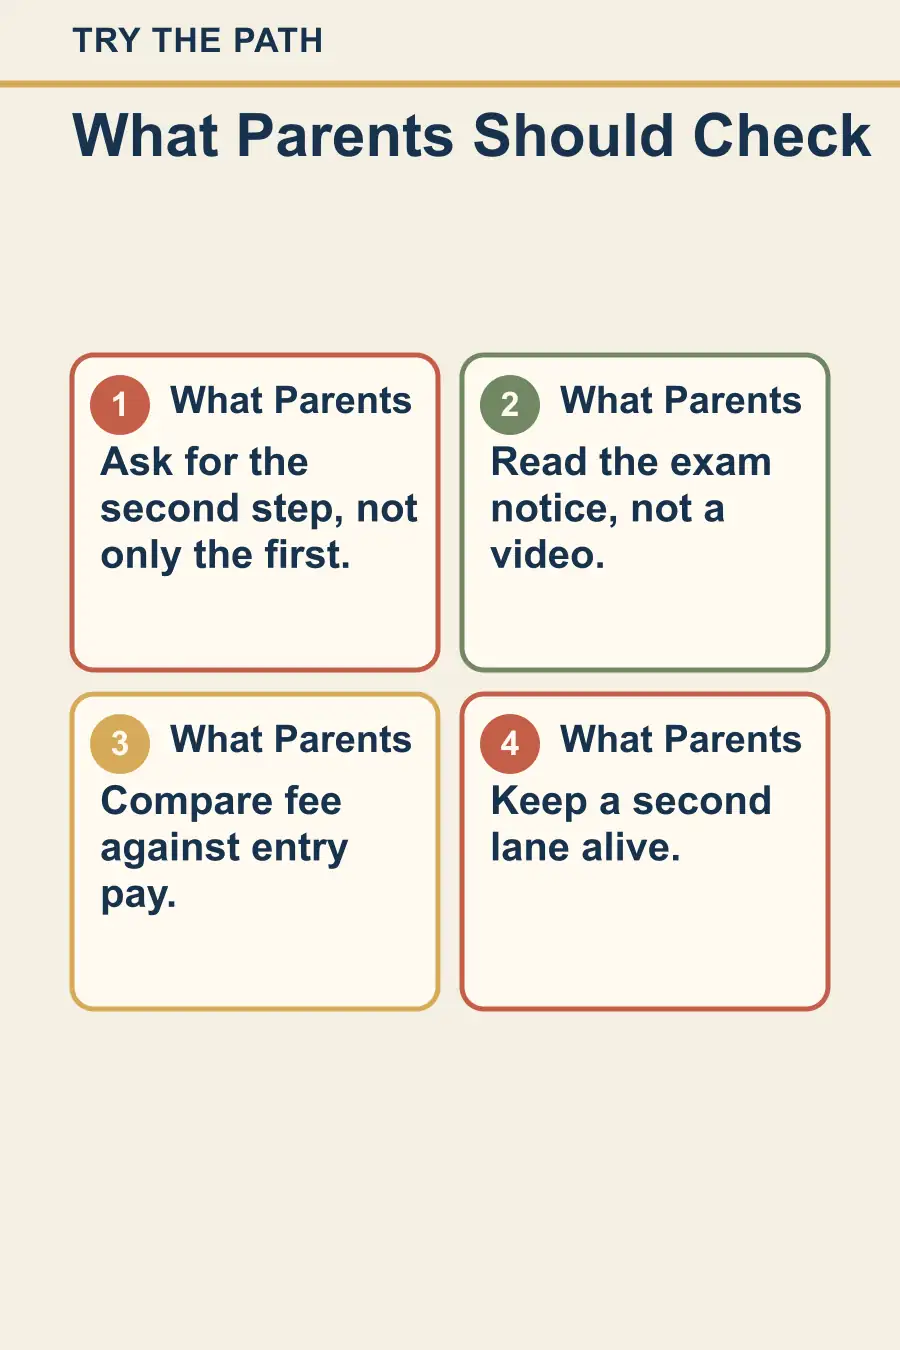 TRY THE PATH
What Parents Should Check
1 What Parents
Ask for the
second step, not
only the first.
2 What Parents
Read the exam
notice, not a
video.
3 What Parents
Compare fee
against entry
pay.
4 What Parents
Keep a second
lane alive.